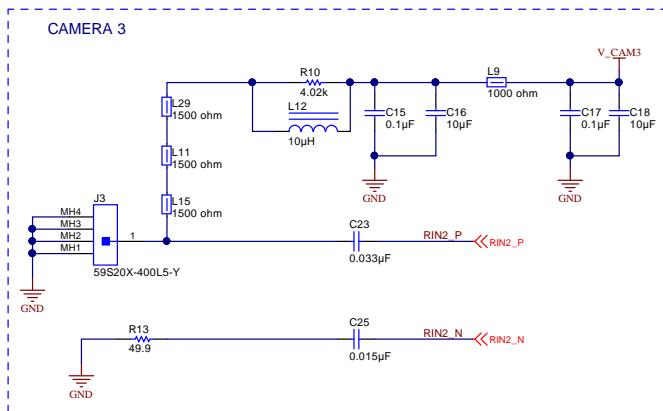 CAMERA 3
V_CAM3
R10
4.02k
L9
1000 ohm
L29
1500 ohm
L12
10µH
C15
0.1µF
C16
10µF
C17
0.1µF
C18
10µF
L11
1500 ohm
GND
GND
L15
1500 ohm
J3
MH4
MH3
MH2
MH1
1
59S20X-400L5-Y
GND
C23
0.033µF
RIN2_P
RIN2_P
R13
49.9
C25
0.015µF
RIN2_N
RIN2_N
GND